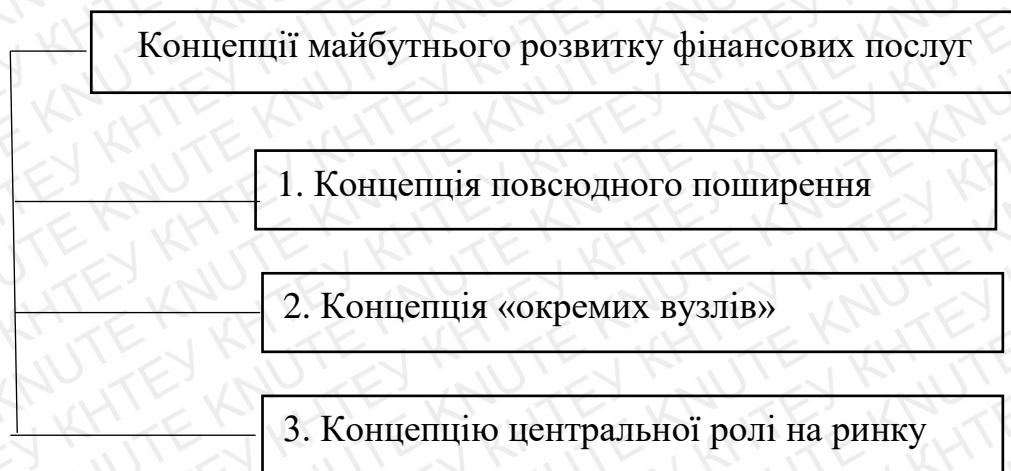 Концепції майбутнього розвитку фінансових послуг
1. Концепція повсюдного поширення
2. Концепція «окремих вузлів»
3. Концепцію центральної ролі на ринку